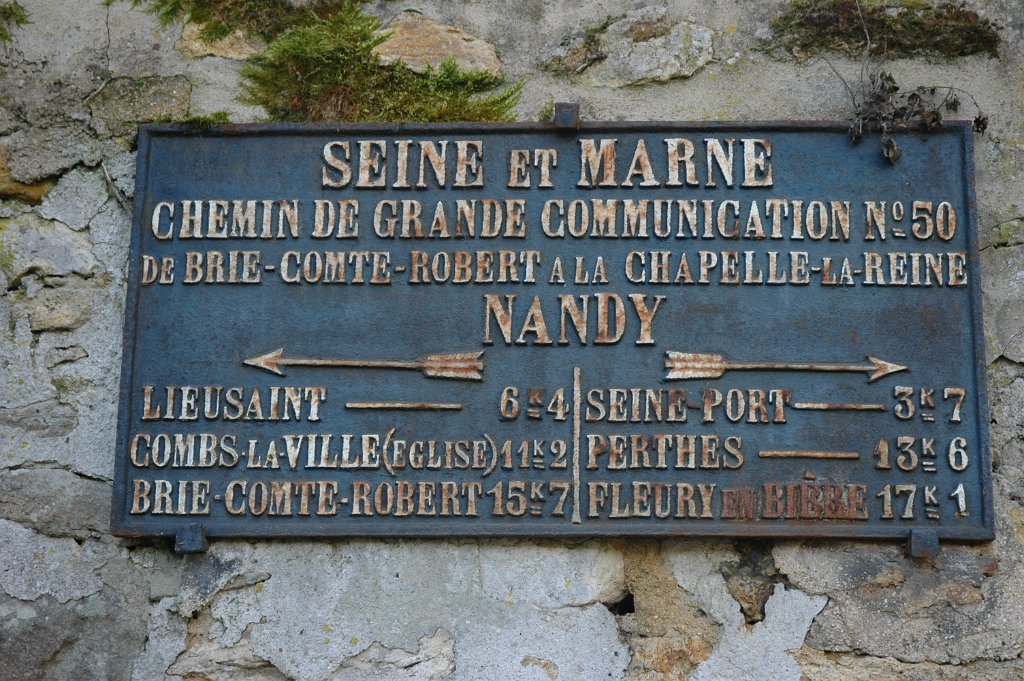 SEINE ET MARNE
CHEMIN DE GRANDE COMMUNICATION Nº 50
DE BRIE-COMTE-ROBERT A LA CHAPELLE-LA-REINE
NANDY
LIEUSAINT 6K4 SEINE-PORT 3K7
COMBS-LA-VILLE (EGLISE) 11K2 PERTHES 13K6
BRIE-COMTE-ROBERT 15K7 FLEURY EN BIÈRE 17K1